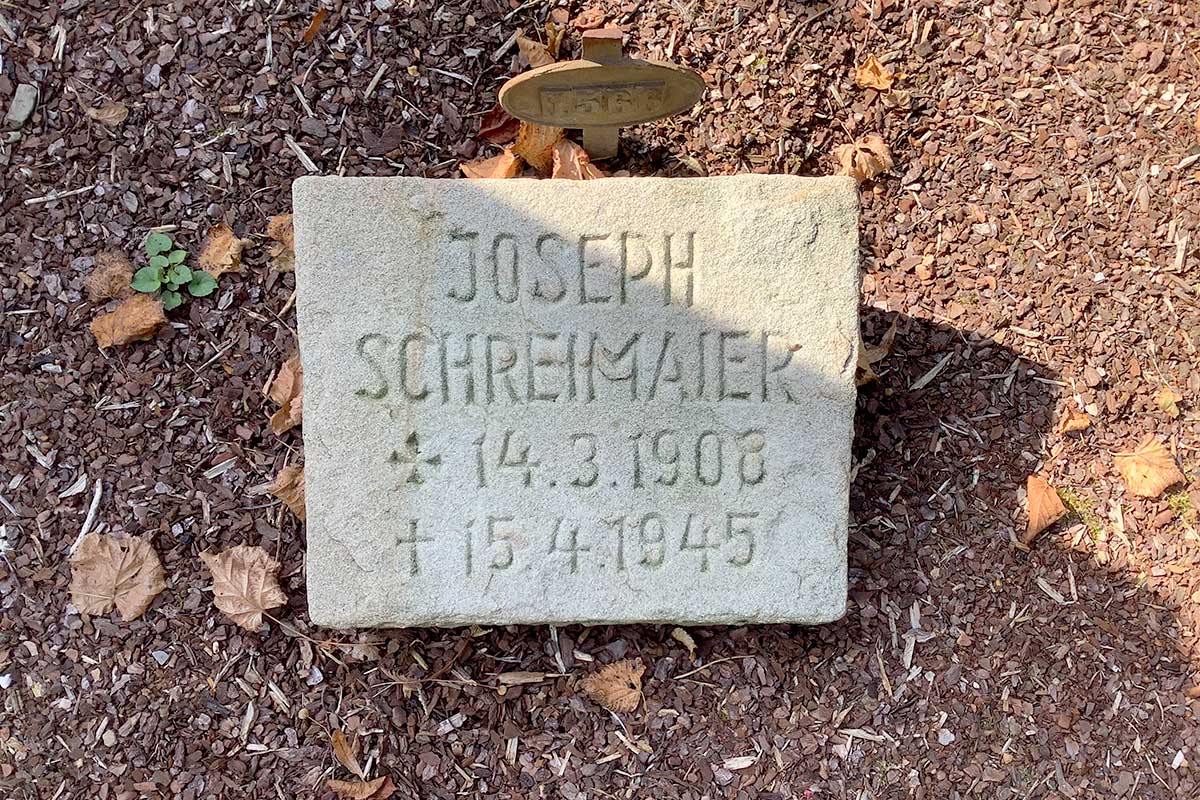 JOSEPH
SCHREIMAIER
14.3.1908
† 15.4.1945